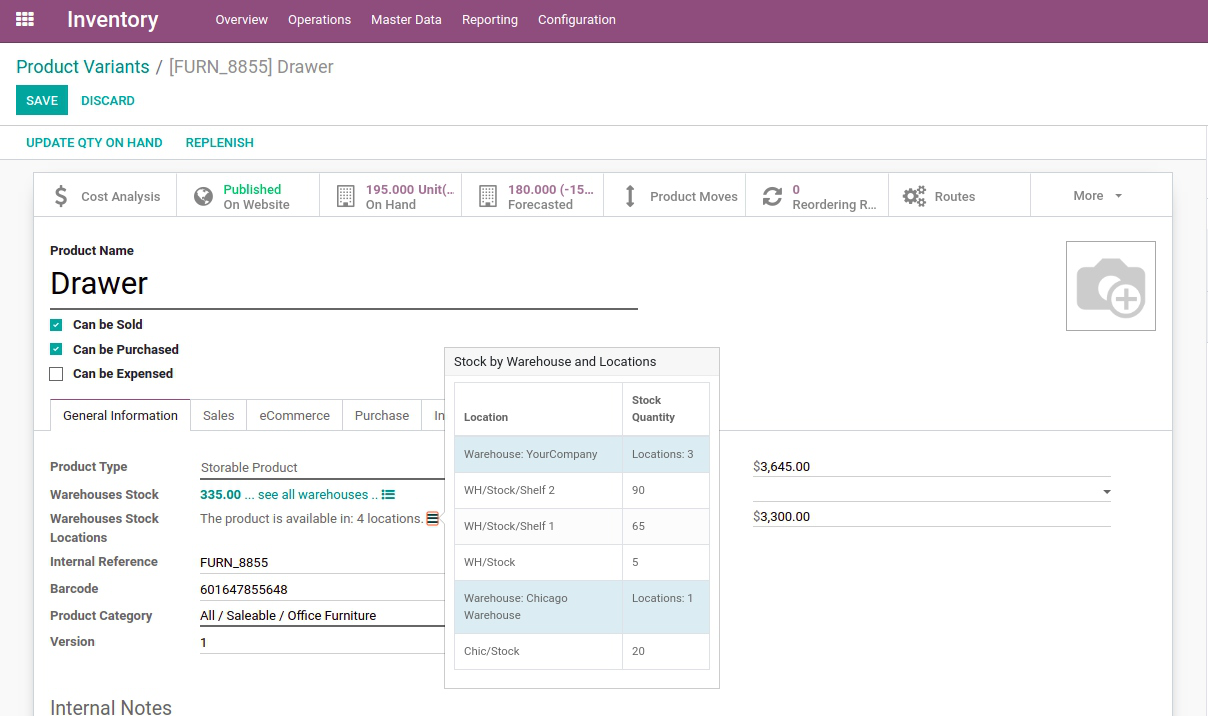 Inventory Overview Operations Master Data Reporting Configuration
Product Variants / [FURN_8855] Drawer
SAVE DISCARD
UPDATE QTY ON HAND REPLENISH
Cost Analysis
Published
On Website
195.000 Unit(...
On Hand
180.000 (-15...
Forecasted
Product Moves
0
Reordering R...
Routes
More
Product Name
Drawer
Can be Sold
Can be Purchased
Can be Expensed
General Information Sales eCommerce Purchase In
Stock by Warehouse and Locations
Location Stock Quantity
Warehouse: YourCompany Locations: 3
WH/Stock/Shelf 2 90
WH/Stock/Shelf 1 65
WH/Stock 5
Warehouse: Chicago Warehouse Locations: 1
Chic/Stock 20
Product Type Storable Product
Warehouses Stock 335.00 ... see all warehouses ..
Warehouses Stock Locations The product is available in: 4 locations.
Internal Reference FURN_8855
Barcode 601647855648
Product Category All / Saleable / Office Furniture
Version 1
$3,645.00
$3,300.00
Internal Notes